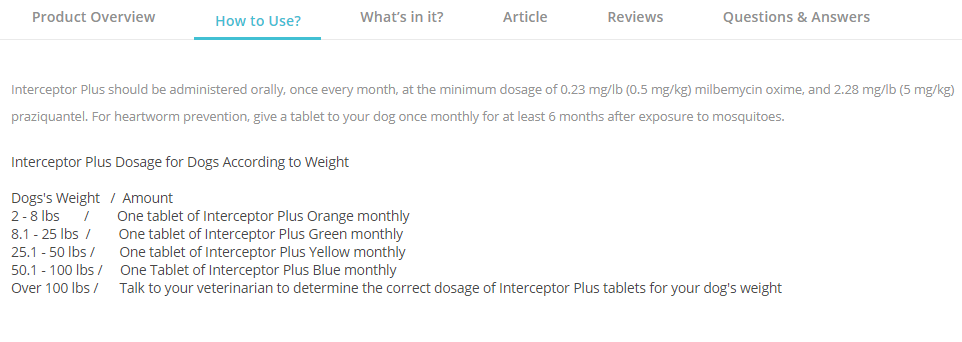 Product Overview How to Use? What's in it? Article Reviews Questions & Answers
Interceptor Plus should be administered orally, once every month, at the minimum dosage of 0.23 mg/lb (0.5 mg/kg) milbemycin oxime, and 2.28 mg/lb (5 mg/kg)
praziquantel. For heartworm prevention, give a tablet to your dog once monthly for at least 6 months after exposure to mosquitoes.
Interceptor Plus Dosage for Dogs According to Weight
Dogs's Weight / Amount
2 - 8 lbs / One tablet of Interceptor Plus Orange monthly
8.1 - 25 lbs / One tablet of Interceptor Plus Green monthly
25.1 - 50 lbs / One tablet of Interceptor Plus Yellow monthly
50.1 - 100 lbs / One Tablet of Interceptor Plus Blue monthly
Over 100 lbs / Talk to your veterinarian to determine the correct dosage of Interceptor Plus tablets for your dog's weight